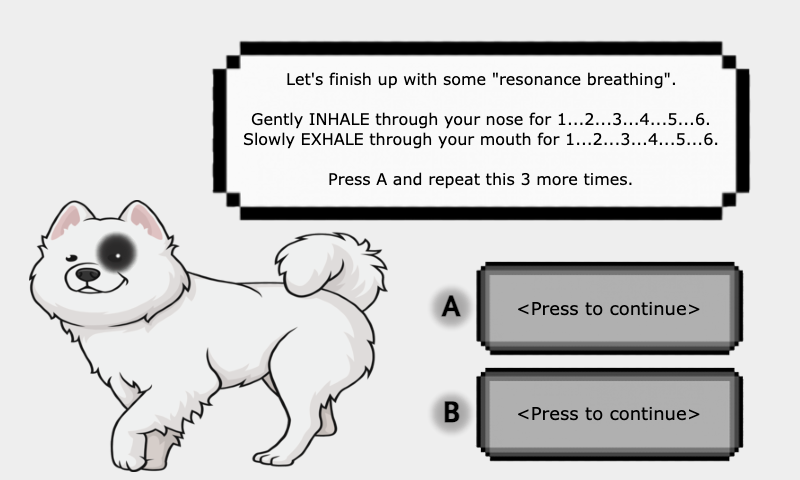 Let's finish up with some "resonance breathing".
Gently INHALE through your nose for 1...2...3...4...5...6.
Slowly EXHALE through your mouth for 1...2...3...4...5...6.
Press A and repeat this 3 more times.
A
<Press to continue>
B
<Press to continue>